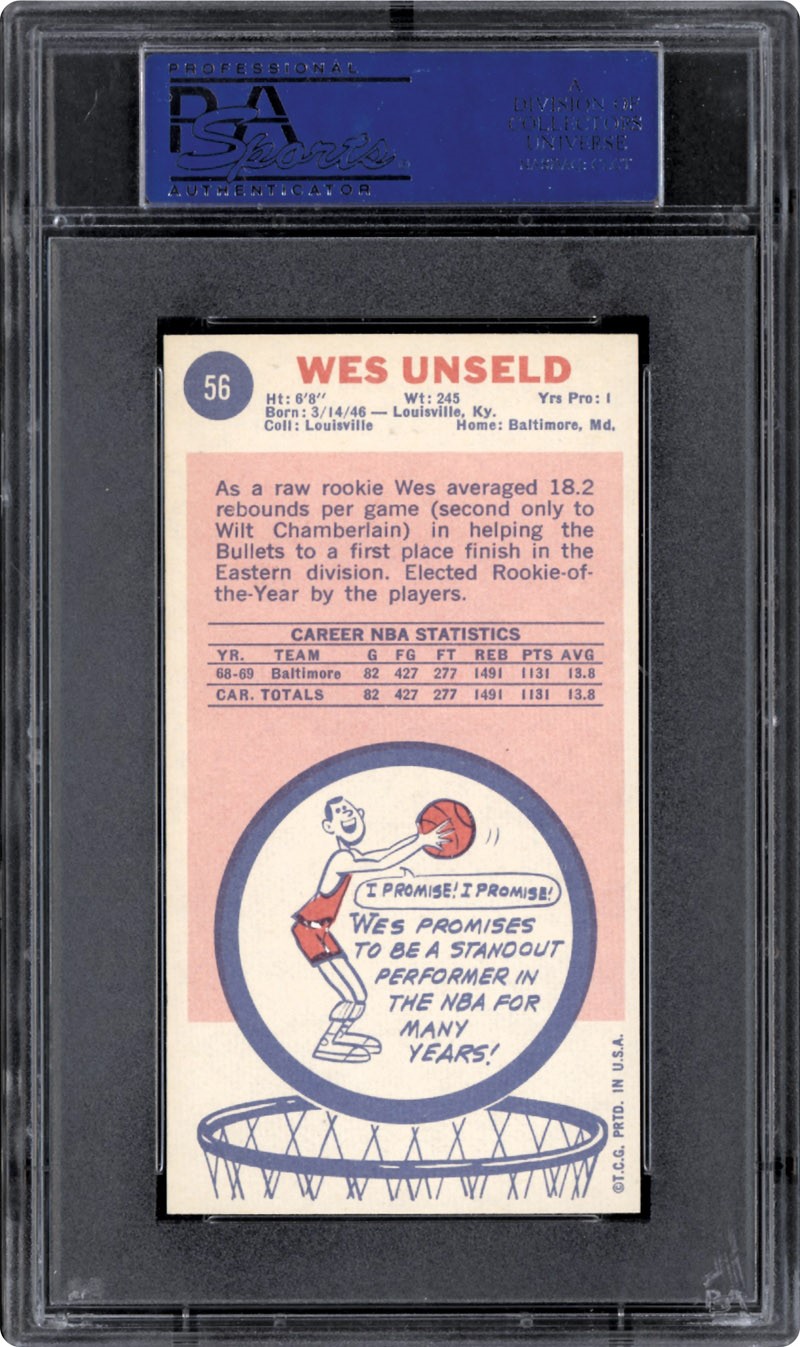 PROFESSIONAL
PSA
Sports
AUTHENTICATOR
A
DIVISION OF
COLLECTORS
UNIVERSE
56
WES UNSELD
Ht: 6'8" Wt: 245 Yrs Pro: 1
Born: 3/14/46 — Louisville, Ky.
Coll: Louisville Home: Baltimore, Md.
As a raw rookie Wes averaged 18.2
rebounds per game (second only to
Wilt Chamberlain) in helping the
Bullets to a first place finish in the
Eastern division. Elected Rookie-of-
the-Year by the players.
CAREER NBA STATISTICS
YR. TEAM G FG FT REB PTS AVG
68-69 Baltimore 82 427 277 1491 1131 13.8
CAR. TOTALS 82 427 277 1491 1131 13.8
I PROMISE! I PROMISE!
WES PROMISES
TO BE A STANDOUT
PERFORMER IN
THE NBA FOR
MANY
YEARS!
©T.C.G. PRTD. IN U.S.A.
PSA